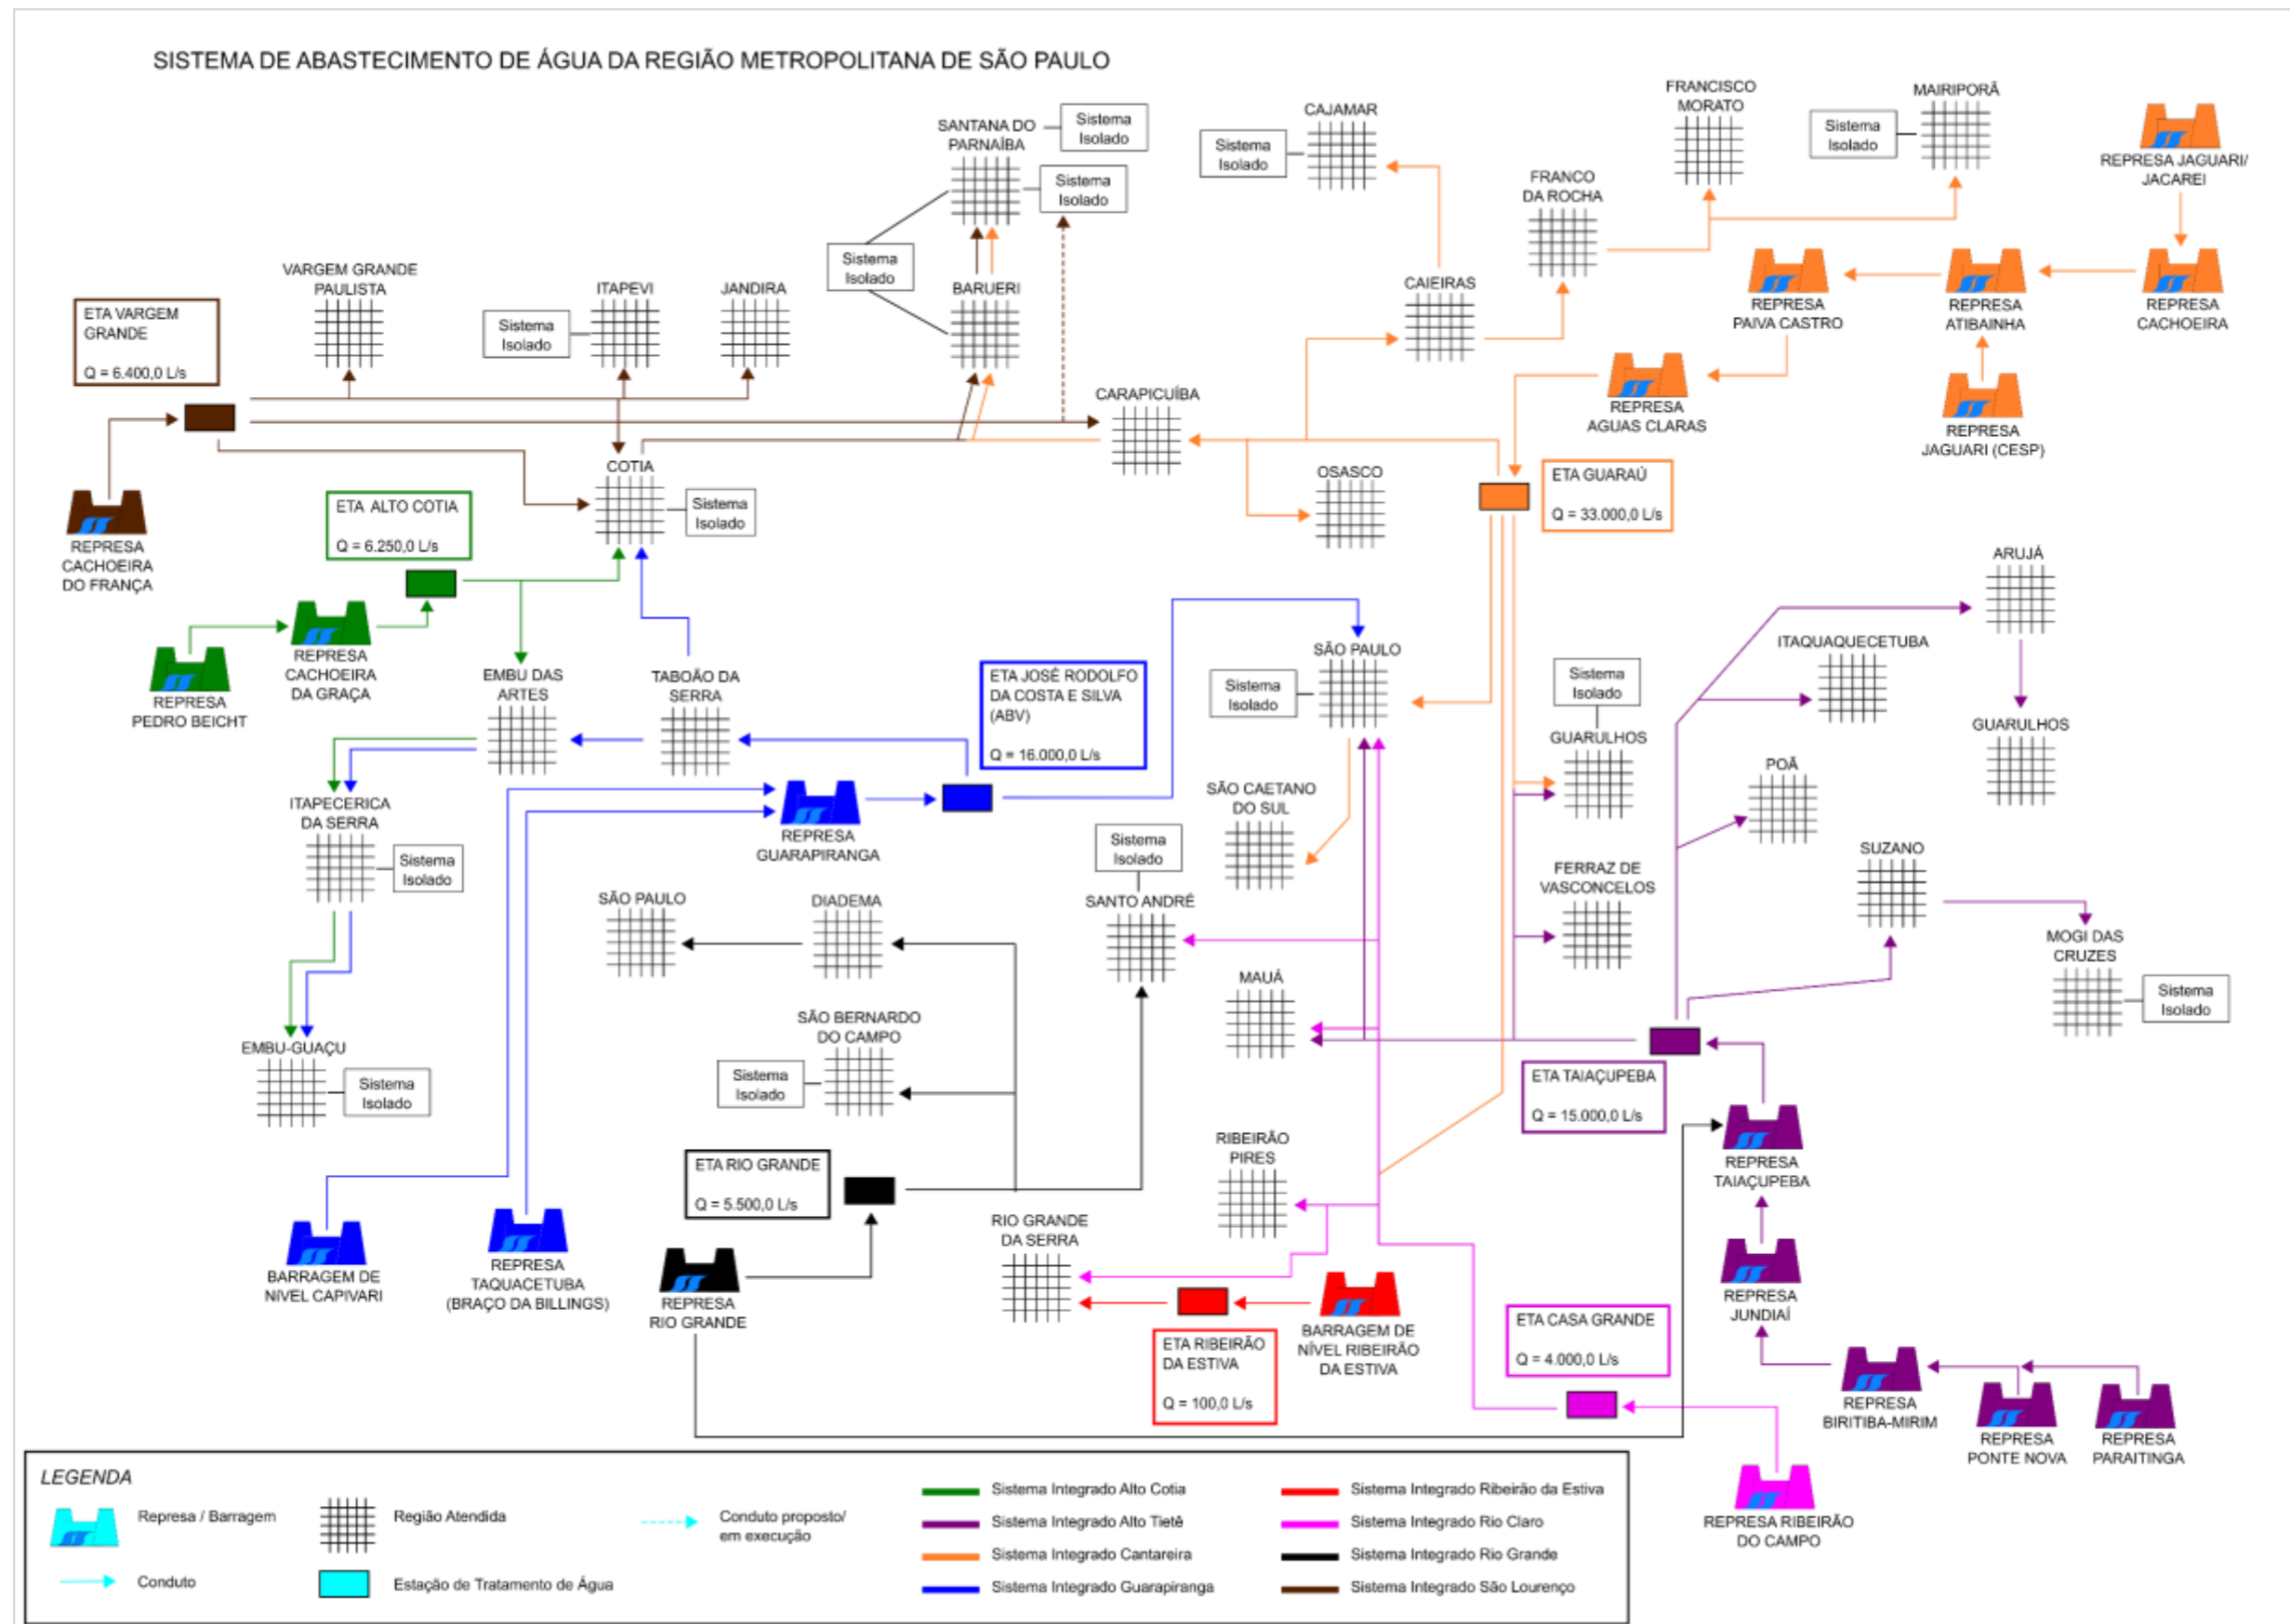 SISTEMA DE ABASTECIMENTO DE ÁGUA DA REGIÃO METROPOLITANA DE SÃO PAULO
SANTANA DO
PARNAÍBA
Sistema
Isolado
Sistema
Isolado
Sistema
Isolado
BARUERI
CAJAMAR
Sistema
Isolado
FRANCISCO
MORATO
MAIRIPORÃ
Sistema
Isolado
REPRESA JAGUARI/
JACAREI
FRANCO
DA ROCHA
CAIEIRAS
REPRESA
PAIVA CASTRO
REPRESA
ATIBAINHA
REPRESA
CACHOEIRA
REPRESA
AGUAS CLARAS
REPRESA
JAGUARI (CESP)
ETA VARGEM
GRANDE
Q = 6.400,0 L/s
VARGEM GRANDE
PAULISTA
ITAPEVI
Sistema
Isolado
JANDIRA
CARAPICUÍBA
OSASCO
ETA GUARAÚ
Q = 33.000,0 L/s
COTIA
Sistema
Isolado
REPRESA
CACHOEIRA
DO FRANÇA
ETA ALTO COTIA
Q = 6.250,0 L/s
REPRESA
CACHOEIRA
DA GRAÇA
REPRESA
PEDRO BEICHT
EMBU DAS
ARTES
TABOÃO DA
SERRA
ETA JOSÉ RODOLFO
DA COSTA E SILVA
(ABV)
Q = 16.000,0 L/s
SÃO PAULO
Sistema
Isolado
Sistema
Isolado
GUARULHOS
ARUJÁ
ITAQUAQUECETUBA
GUARULHOS
POÃ
ITAPECERICA
DA SERRA
Sistema
Isolado
REPRESA
GUARAPIRANGA
SÃO CAETANO
DO SUL
Sistema
Isolado
SANTO ANDRÉ
FERRAZ DE
VASCONCELOS
SUZANO
MOGI DAS
CRUZES
Sistema
Isolado
SÃO PAULO
DIADEMA
MAUÁ
SÃO BERNARDO
DO CAMPO
Sistema
Isolado
EMBU-GUAÇU
Sistema
Isolado
ETA TAIAÇUPEBA
Q = 15.000,0 L/s
REPRESA
TAIAÇUPEBA
ETA RIO GRANDE
Q = 5.500,0 L/s
RIBEIRÃO
PIRES
RIO GRANDE
DA SERRA
BARRAGEM DE
NIVEL CAPIVARI
REPRESA
TAQUACETUBA
(BRAÇO DA BILLINGS)
REPRESA
RIO GRANDE
ETA RIBEIRÃO
DA ESTIVA
Q = 100,0 L/s
BARRAGEM DE
NÍVEL RIBEIRÃO
DA ESTIVA
ETA CASA GRANDE
Q = 4.000,0 L/s
REPRESA
JUNDIAÍ
REPRESA
BIRITIBA-MIRIM
REPRESA
PONTE NOVA
REPRESA
PARAITINGA
REPRESA RIBEIRÃO
DO CAMPO
LEGENDA
Represa / Barragem
Conduto
Região Atendida
Estação de Tratamento de Água
Conduto proposto/
em execução
Sistema Integrado Alto Cotia
Sistema Integrado Alto Tietê
Sistema Integrado Cantareira
Sistema Integrado Guarapiranga
Sistema Integrado Ribeirão da Estiva
Sistema Integrado Rio Claro
Sistema Integrado Rio Grande
Sistema Integrado São Lourenço